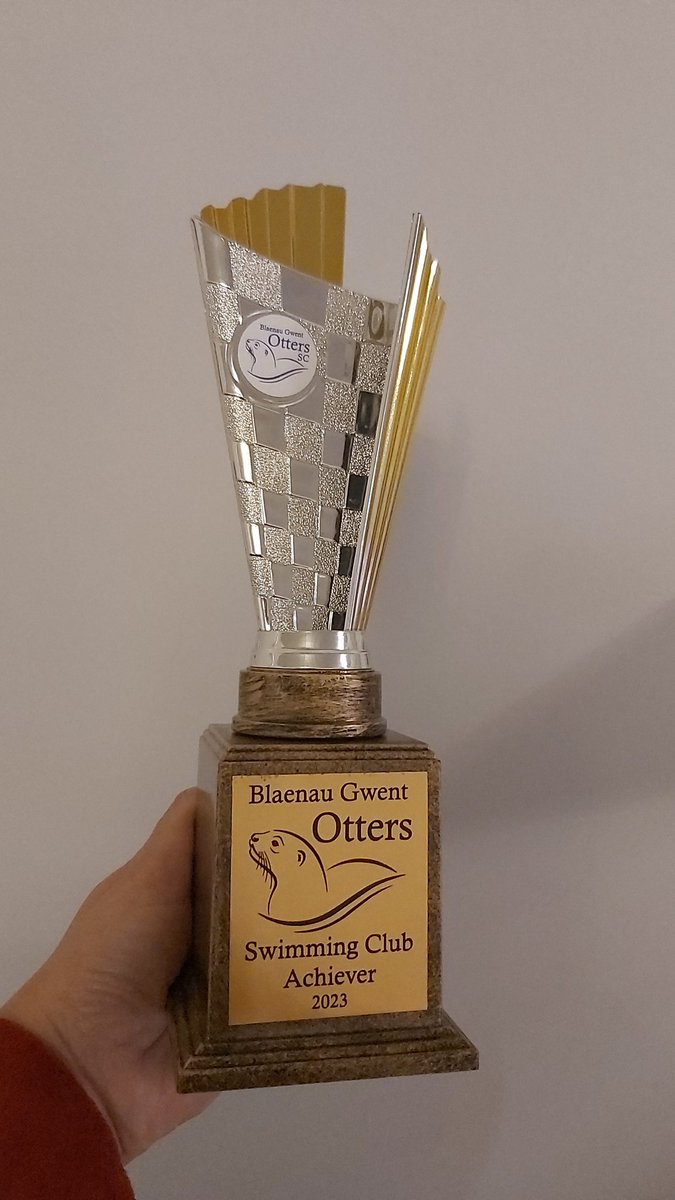 Blaenau Gwent
Otters
SC
Blaenau Gwent
Otters
Swimming Club
Achiever
2023